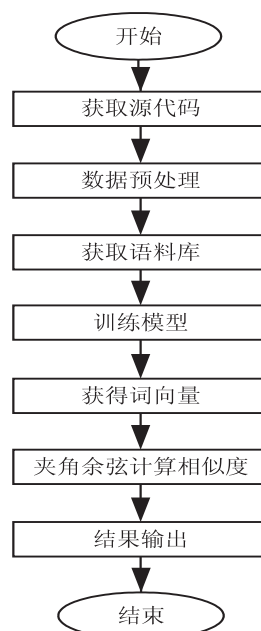 开始
获取源代码
数据预处理
获取语料库
训练模型
获得词向量
夹角余弦计算相似度
结果输出
结束